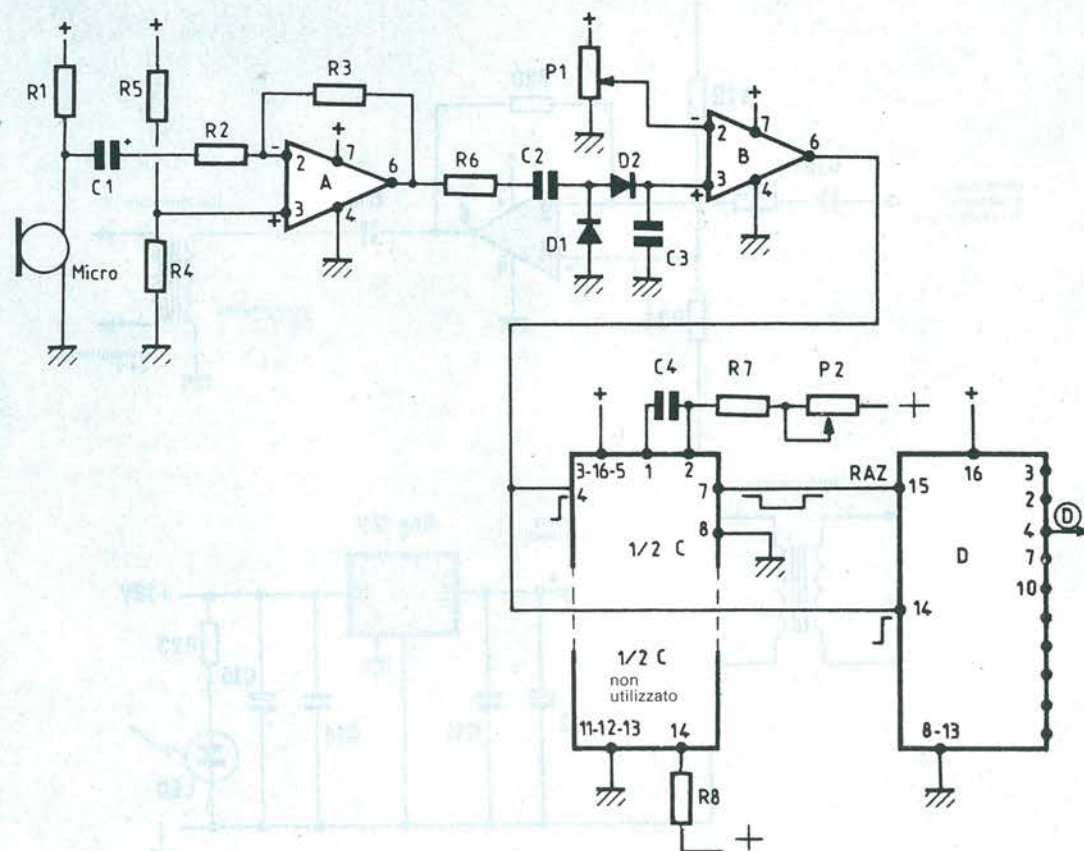 +
+
R1
R5
R3
P1
+
+
R2
-
2
7
A
6
3
+
4
C1
+
R6
C2
D2
-
2
7
B
6
3
+
4
D1
C3
Micro
R4
C4
R7
P2
+
+
+
3-16-5
1
2
4
7
RAZ
15
16
3
2
4
D
7
10
8
1/2 C
D
14
1/2 C
non
utilizzato
11-12-13
14
8-13
R8
+